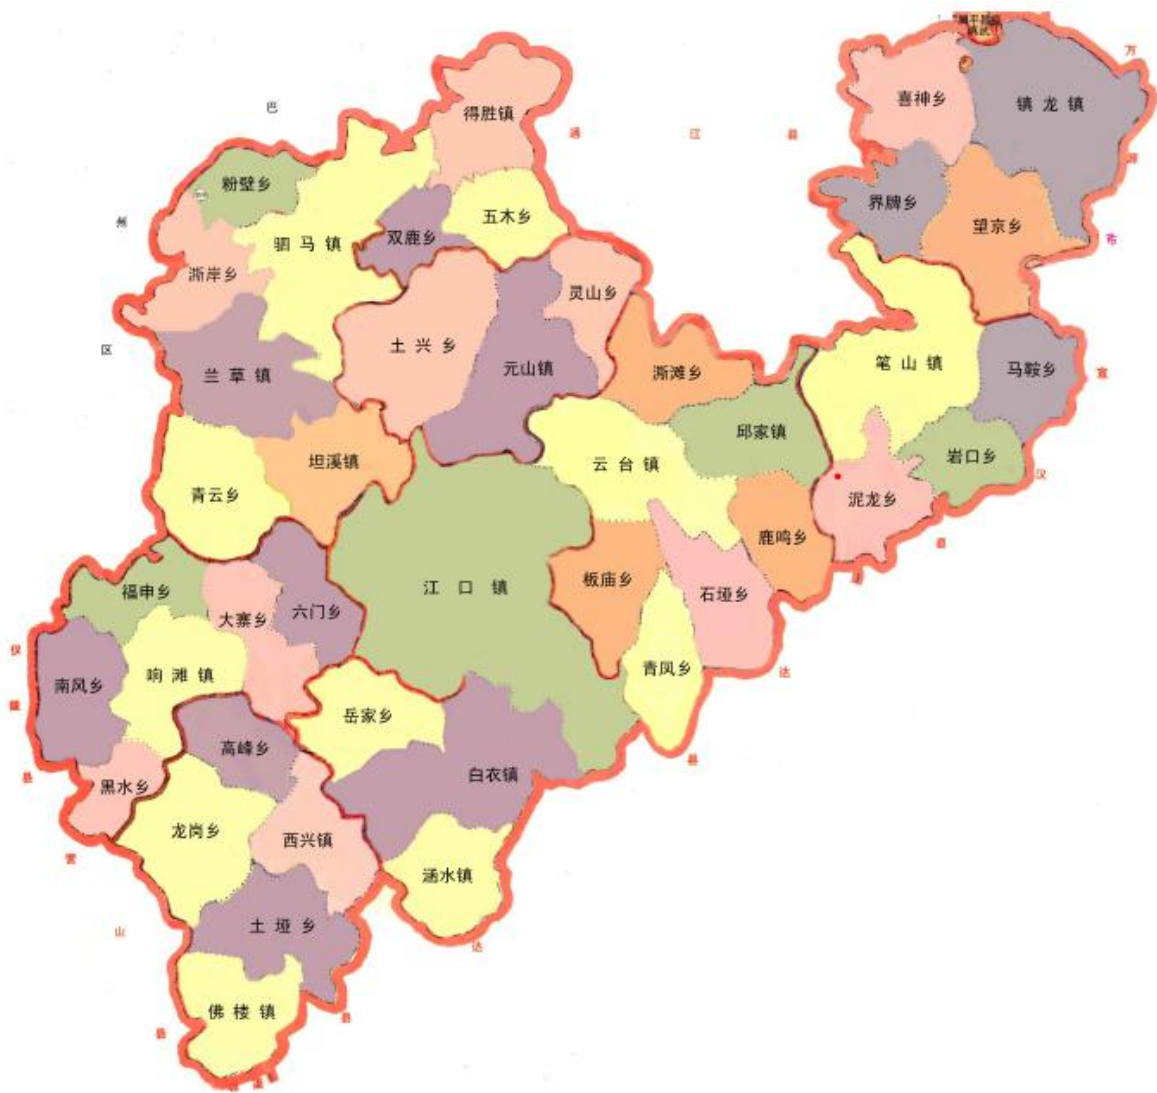 万
得胜镇
喜神乡
镇龙镇
巴
通
江
县
源
粉壁乡
界牌乡
州
五木乡
望京乡
驷马镇
双鹿乡
市
澌岸乡
灵山乡
区
土兴乡
元山镇
澌滩乡
笔山镇
马鞍乡
宣
兰草镇
邱家镇
坦溪镇
云台镇
岩口乡
汉
青云乡
泥龙乡
鹿鸣乡
县
福申乡
江口镇
板庙乡
石垭乡
六门乡
大寨乡
仪
响滩镇
青凤乡
达
南风乡
陇
岳家乡
高峰乡
县
县
白衣镇
黑水乡
龙岗乡
西兴镇
营
涵水镇
土垭乡
山
达
佛楼镇
县
县